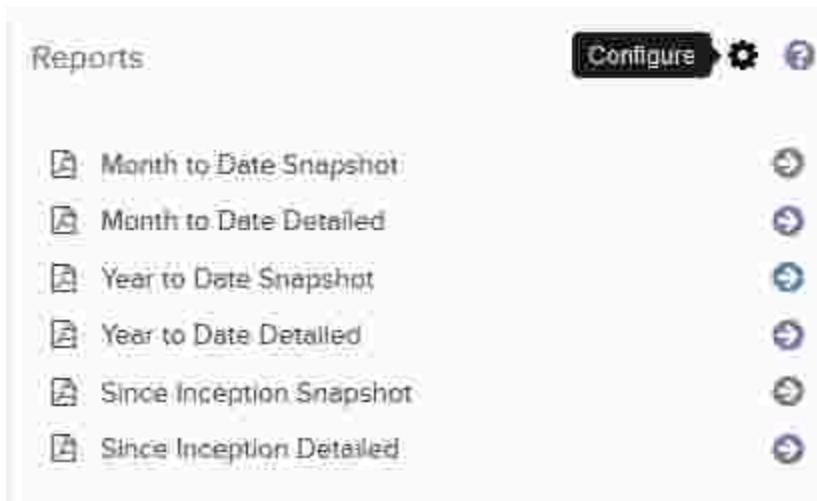 Reports Configure ?
Month to Date Snapshot
Month to Date Detailed
Year to Date Snapshot
Year to Date Detailed
Since Inception Snapshot
Since Inception Detailed